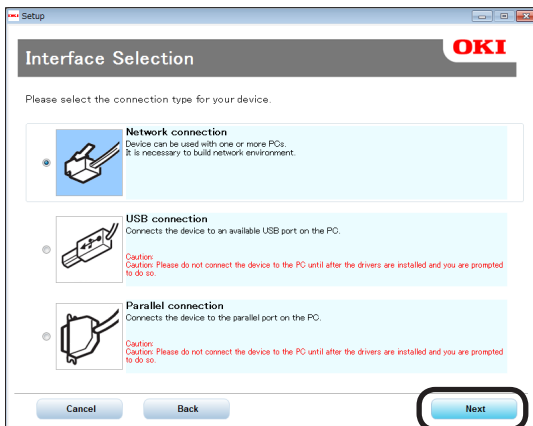 Setup
OKI
Interface Selection
Please select the connection type for your device.
Network connection
Device can be used with one or more PCs.
It is necessary to build network environment.
USB connection
Connects the device to an available USB port on the PC.
Caution:
Caution: Please do not connect the device to the PC until after the drivers are installed and you are prompted
to do so.
Parallel connection
Connects the device to the parallel port on the PC.
Caution:
Caution: Please do not connect the device to the PC until after the drivers are installed and you are prompted
to do so.
Cancel
Back
Next